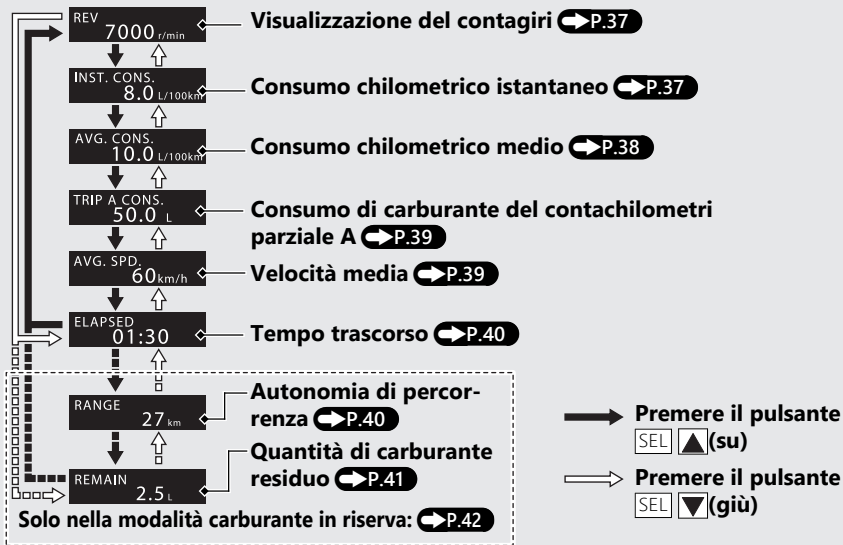 REV
7000 r/min
Visualizzazione del contagiri P.37
INST. CONS.
8.0 L/100km
Consumo chilometrico istantaneo P.37
AVG. CONS.
10.0 L/100km
Consumo chilometrico medio P.38
TRIP A CONS.
50.0 L
Consumo di carburante del contachilometri
parziale A P.39
AVG. SPD.
60 km/h
Velocità media P.39
ELAPSED
01:30
Tempo trascorso P.40
RANGE
27 km
Autonomia di percor-
renza P.40
REMAIN
2.5 L
Quantità di carburante
residuo P.41
Solo nella modalità carburante in riserva: P.42
Premere il pulsante
SEL ▲(su)
Premere il pulsante
SEL ▼(giù)